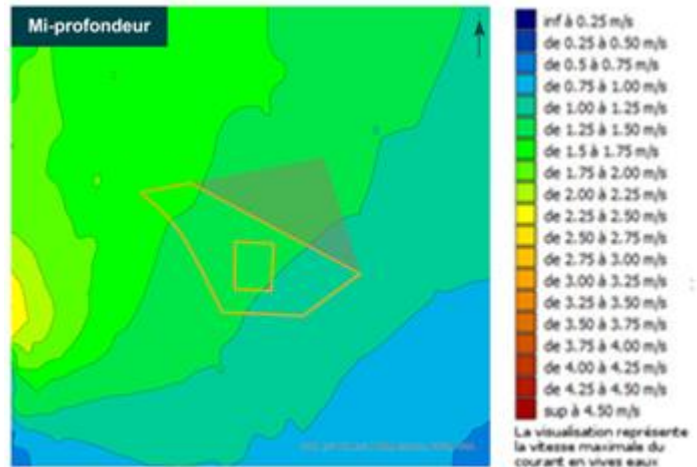 Mi-profondeur
inf à 0.25 m/s
de 0.25 à 0.50 m/s
de 0.5 à 0.75 m/s
de 0.75 à 1.00 m/s
de 1.00 à 1.25 m/s
de 1.25 à 1.50 m/s
de 1.5 à 1.75 m/s
de 1.75 à 2.00 m/s
de 2.00 à 2.25 m/s
de 2.25 à 2.50 m/s
de 2.50 à 2.75 m/s
de 2.75 à 3.00 m/s
de 3.00 à 3.25 m/s
de 3.25 à 3.50 m/s
de 3.50 à 3.75 m/s
de 3.75 à 4.00 m/s
de 4.00 à 4.25 m/s
de 4.25 à 4.50 m/s
sup à 4.50 m/s
La visualisation représente
la vitesse maximale du
courant en vives eaux